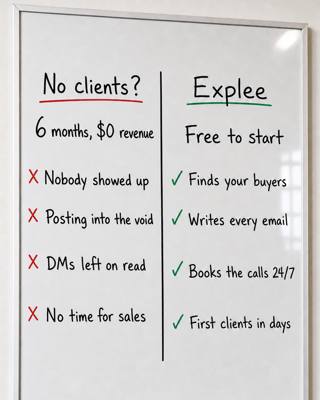 No clients?
6 months, $0 revenue
X Nobody showed up
X Posting into the void
X DMs left on read
X No time for sales
Explee
Free to start
✓ Finds your buyers
✓ Writes every email
✓ Books the calls 24/7
✓ First clients in days